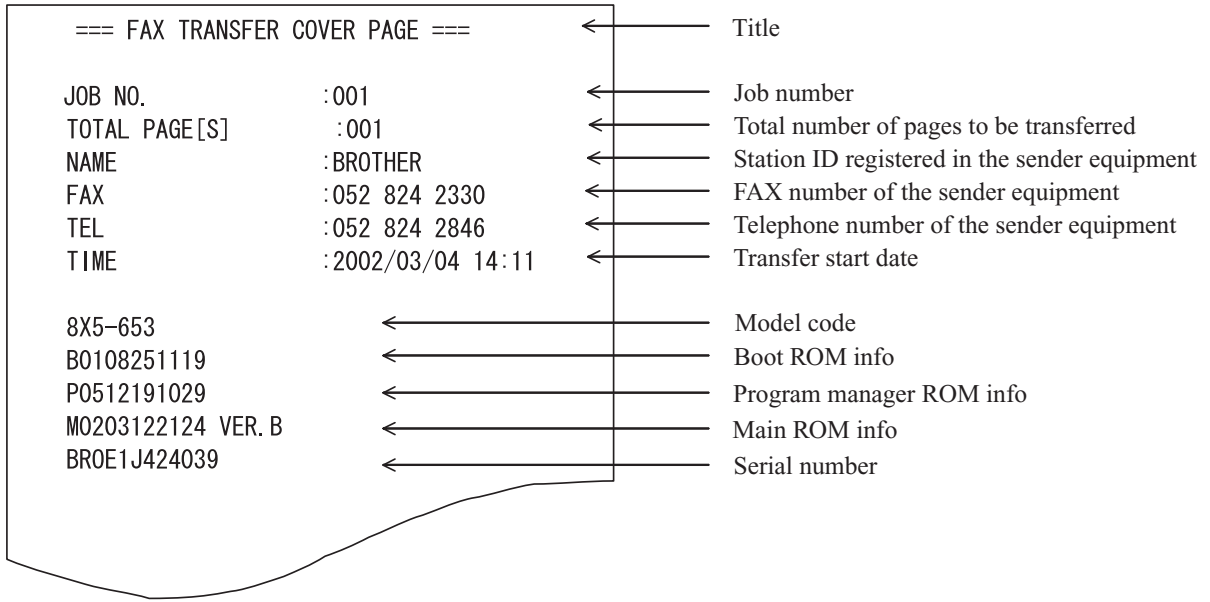 === FAX TRANSFER COVER PAGE === Title
JOB NO. :001 Job number
TOTAL PAGE[S] :001 Total number of pages to be transferred
NAME :BROTHER Station ID registered in the sender equipment
FAX :052 824 2330 FAX number of the sender equipment
TEL :052 824 2846 Telephone number of the sender equipment
TIME :2002/03/04 14:11 Transfer start date
8X5-653 Model code
B0108251119 Boot ROM info
P0512191029 Program manager ROM info
M0203122124 VER.B Main ROM info
BROE1J424039 Serial number